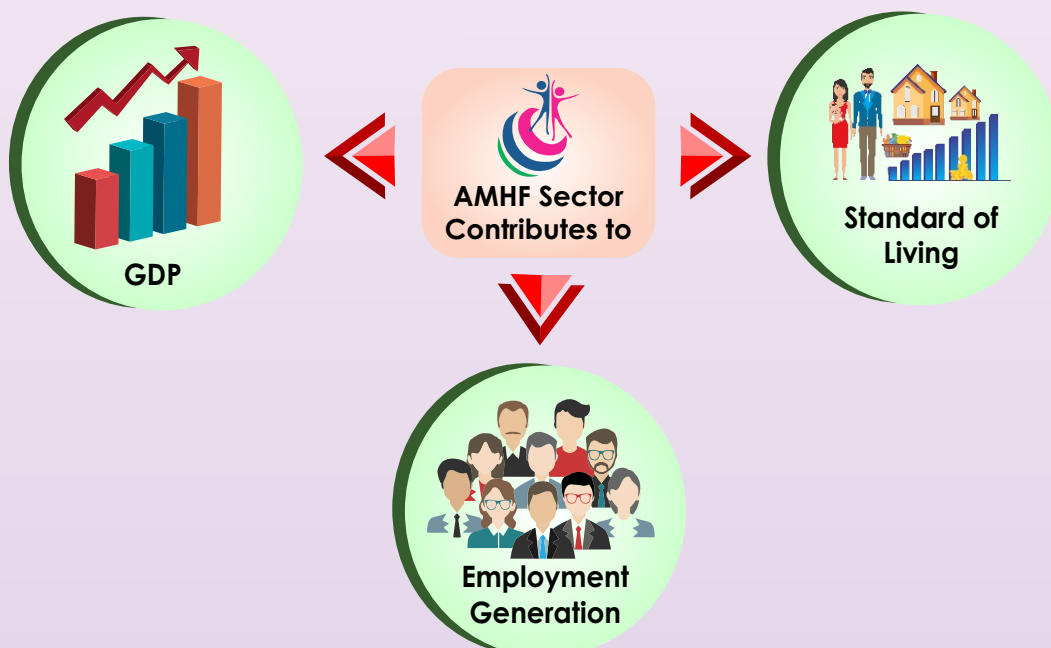 AMHF Sector
Contributes to
GDP
Standard of
Living
Employment
Generation